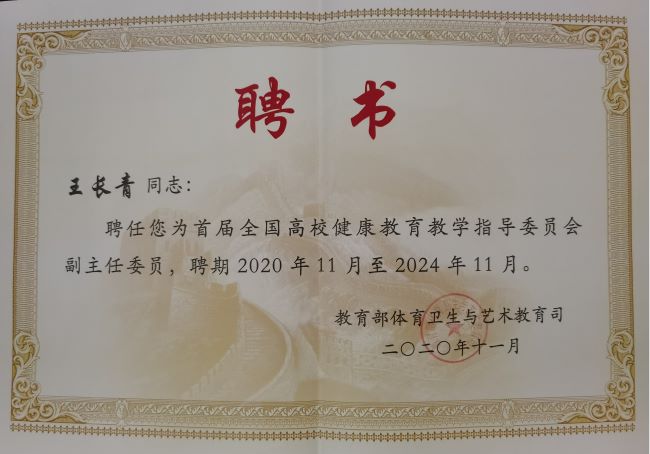 聘书
王长青 同志：
聘任您为首届全国高校健康教育教学指导委员会
副主任委员，聘期 2020 年 11 月至 2024 年 11 月。
教育部体育卫生与艺术教育司
二〇二〇年十一月